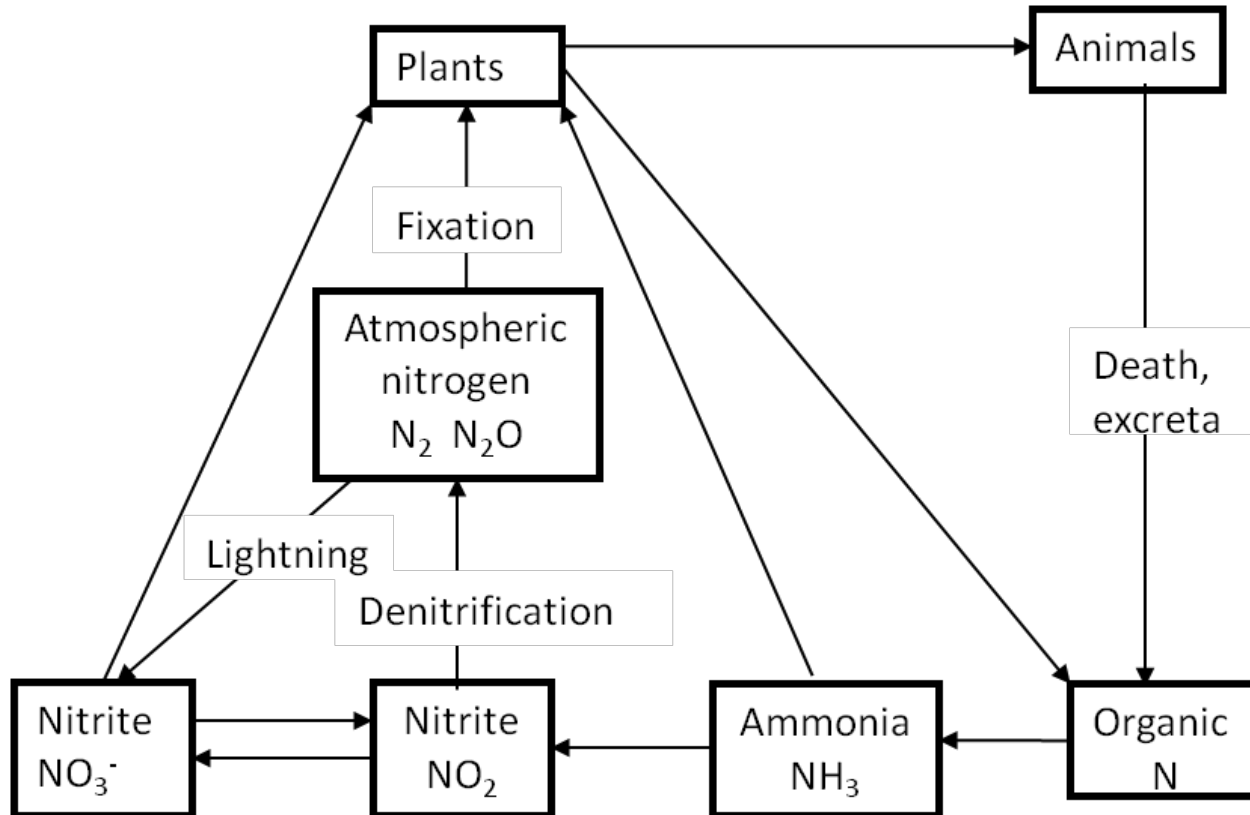 Plants
Animals
Fixation
Atmospheric
nitrogen
N₂ N₂O
Death,
excreta
Lightning
Denitrification
Nitrite
NO₃⁻
Nitrite
NO₂
Ammonia
NH₃
Organic
N